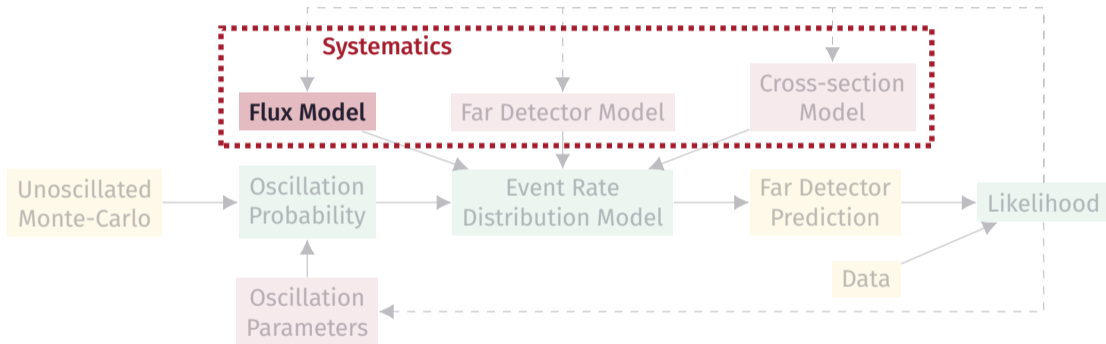 Systematics
Flux Model
Far Detector Model
Cross-section
Model
Unoscillated
Monte-Carlo
Oscillation
Probability
Event Rate
Distribution Model
Far Detector
Prediction
Likelihood
Data
Oscillation
Parameters